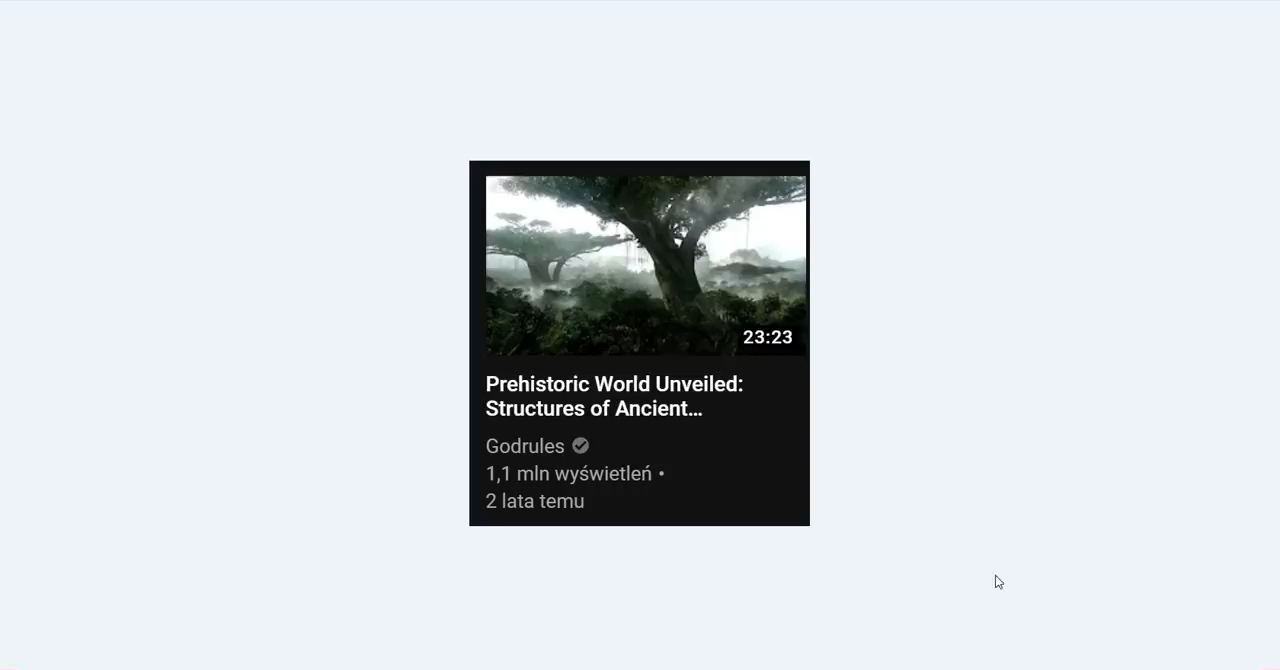 23:23
Prehistoric World Unveiled:
Structures of Ancient…
Godrules
1,1 mln wyświetleń •
2 lata temu